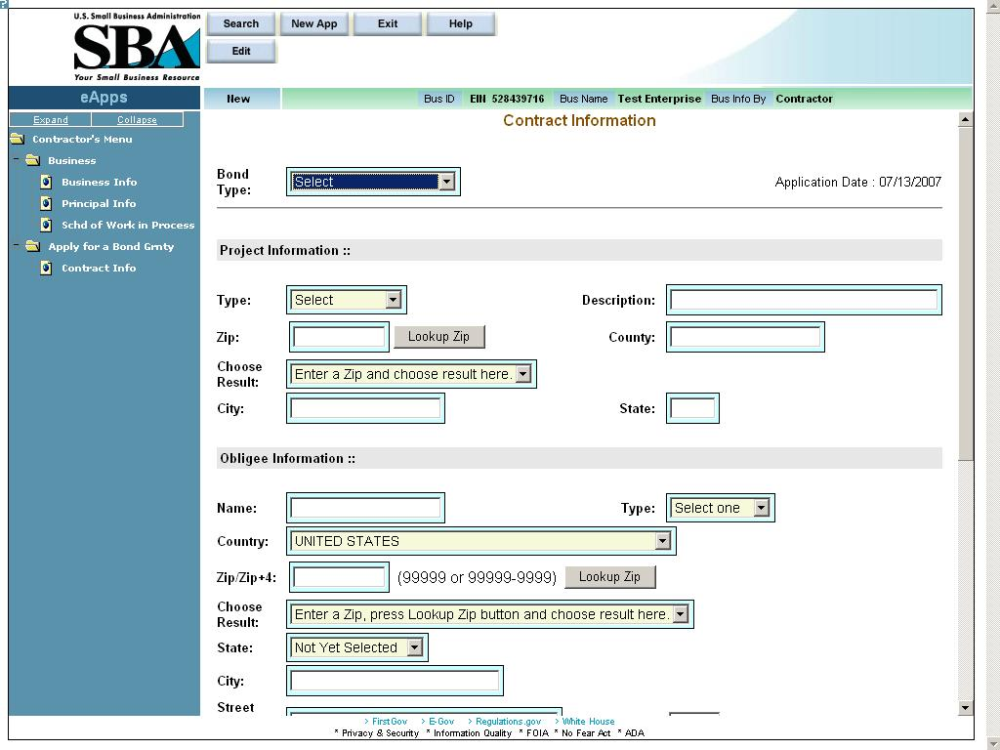 U.S. Small Business Administration
SBA
Your Small Business Resource
Search New App Exit Help
Edit
eApps
New Bus ID EIN 528439716 Bus Name Test Enterprise Bus Info By Contractor
Expand Collapse
Contractor's Menu
Business
Business Info
Principal Info
Schd of Work in Process
Apply for a Bond Grnty
Contract Info
Contract Information
Bond Type: Select Application Date : 07/13/2007
Project Information ::
Type: Select Description:
Zip: Lookup Zip County:
Choose Result: Enter a Zip and choose result here.
City: State:
Obligee Information ::
Name: Type: Select one
Country: UNITED STATES
Zip/Zip+4: (99999 or 99999-9999) Lookup Zip
Choose Result: Enter a Zip, press Lookup Zip button and choose result here.
State: Not Yet Selected
City:
Street
> FirstGov > E-Gov > Regulations.gov > White House
* Privacy & Security * Information Quality * FOIA * No Fear Act * ADA